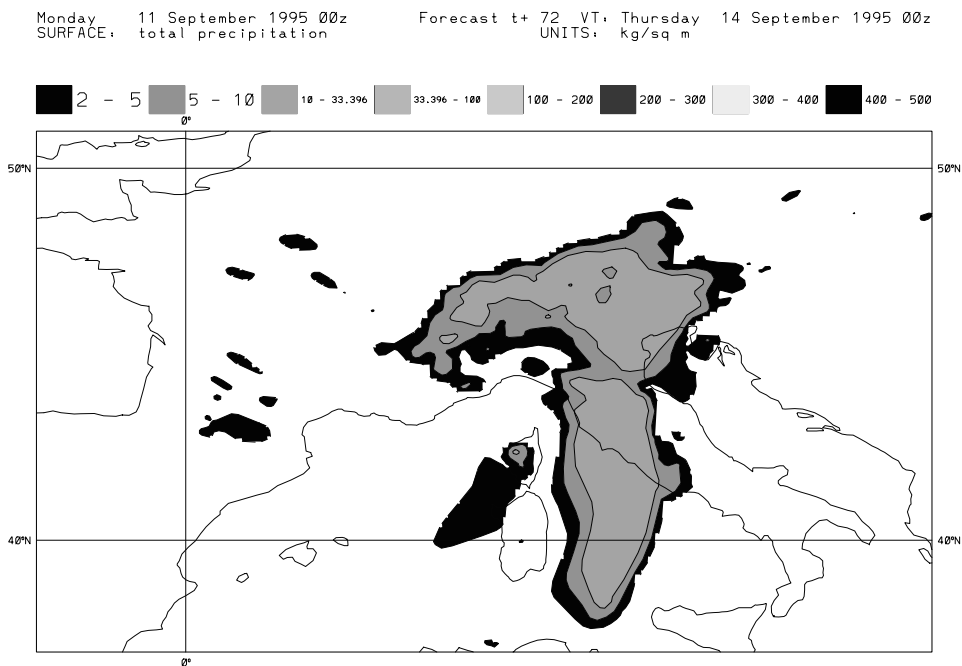 Monday 11 September 1995 00z Forecast t+ 72 VT: Thursday 14 September 1995 00z
SURFACE: total precipitation UNITS: kg/sq m
2 - 5 5 - 10 10 - 33.396 33.396 - 100 100 - 200 200 - 300 300 - 400 400 - 500
0°
50°N 50°N
40°N 40°N
0°